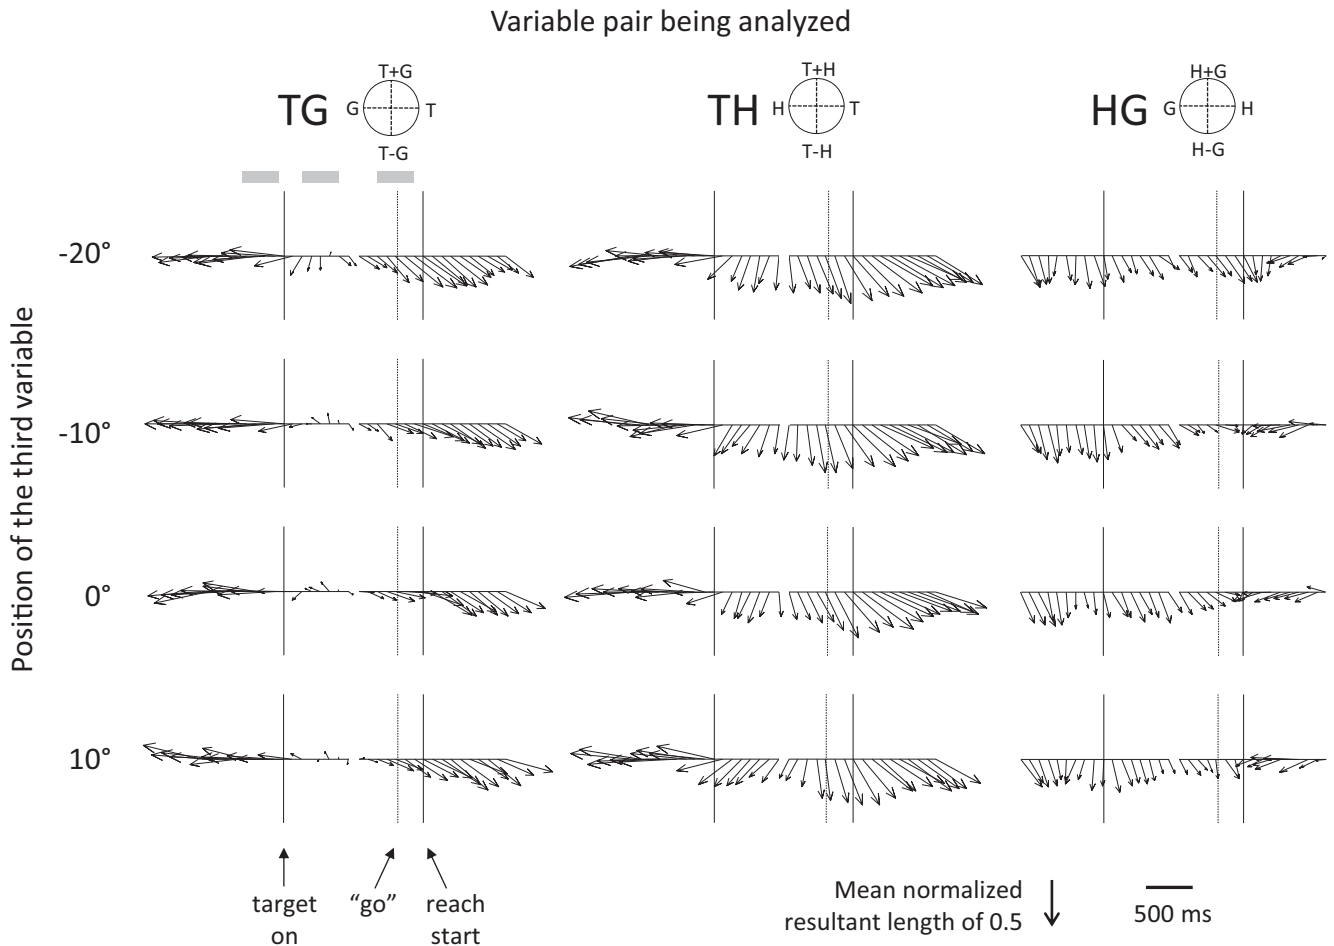 Variable pair being analyzed
TG
T+G
G
T
T-G
TH
T+H
H
T
T-H
HG
H+G
G
H
H-G
Position of the third variable
-20°
-10°
0°
10°
target
on
“go”
reach
start
Mean normalized
resultant length of 0.5
500 ms